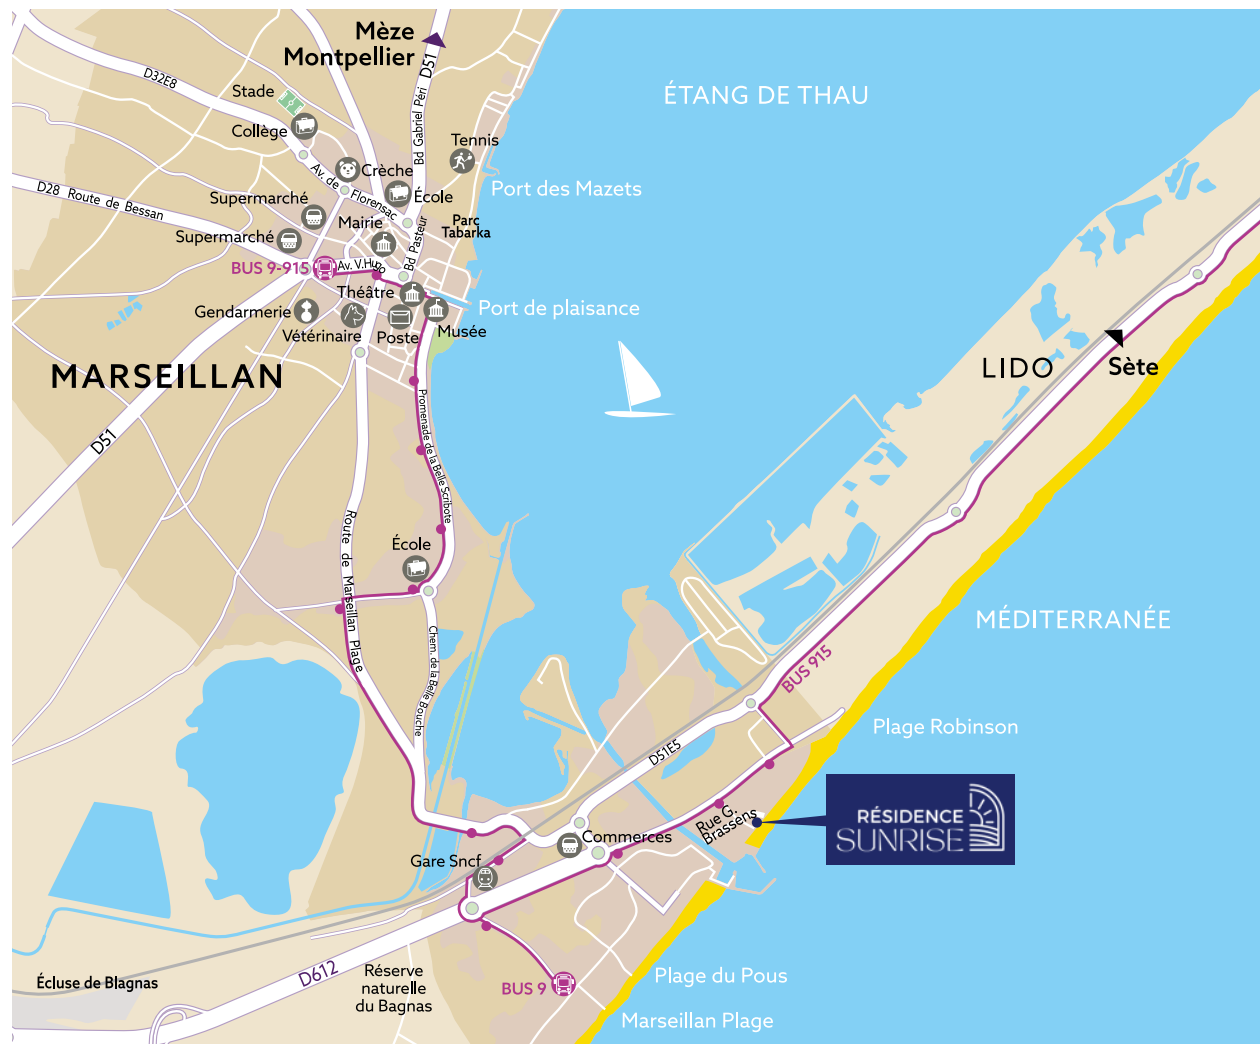 Mèze
Montpellier
D51
D32E8
Stade
Collège
Bd Gabriel Péri
Tennis
ÉTANG DE THAU
Crèche
Av. de Florensac
École
D28 Route de Bessan
Supermarché
Port des Mazets
Mairie
Parc
Tabarka
Supermarché
Bd Pasteur
BUS 9-915
Av. V.Hugo
Théâtre
Gendarmerie
Port de plaisance
Vétérinaire
Poste
Musée
MARSEILLAN
LIDO
Sète
D51
Promenade de la Belle Scribote
Route de Marseillan Plage
École
MÉDITERRANÉE
Chem. de la Belle Bouche
BUS 915
Plage Robinson
D51E5
Rue G.
Brassens
RÉSIDENCE
SUNRISE
Commerces
Gare Sncf
D612
Écluse de Blagnas
Réserve
naturelle
du Bagnas
BUS 9
Plage du Pous
Marseillan Plage